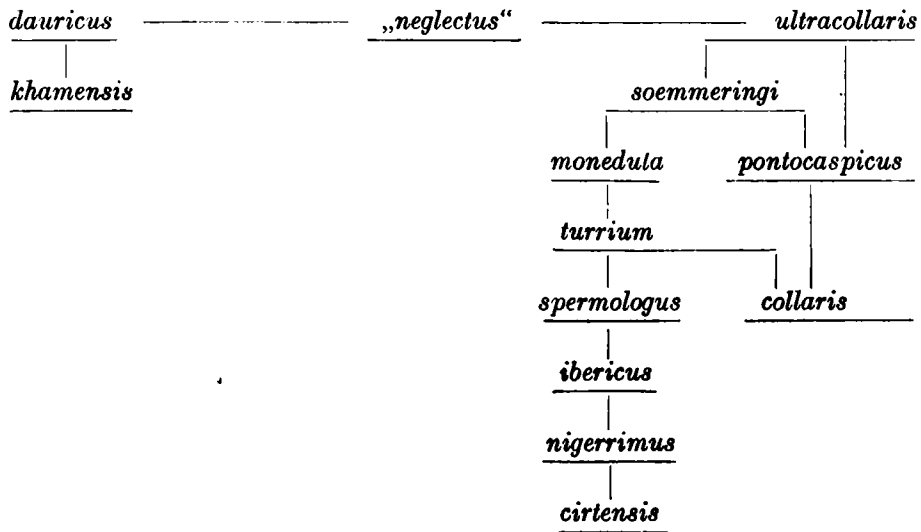 dauricus „neglectus“ ultracollaris
khamensis soemmeringi
monedula pontocaspicus
turrium
spermologus collaris
ibericus
nigerrimus
cirtensis